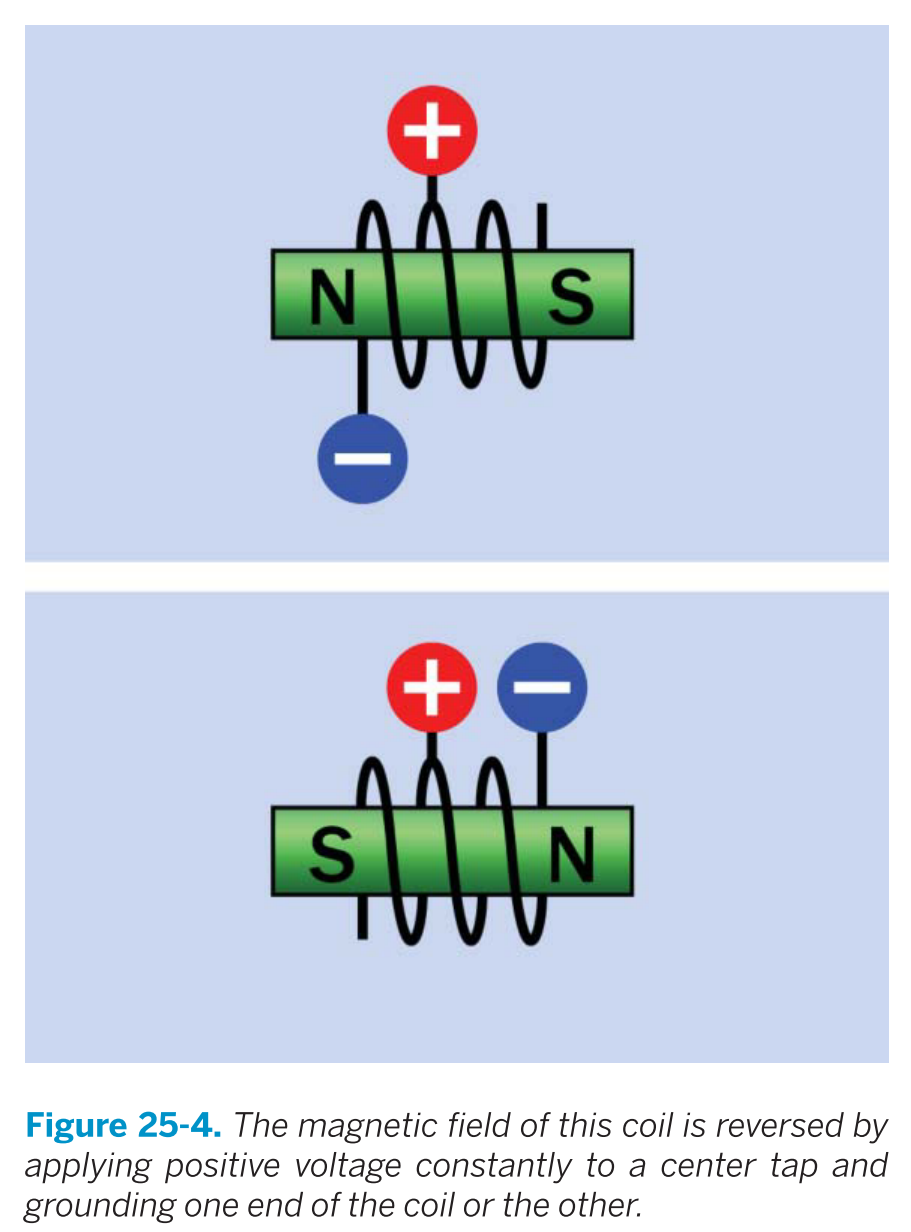 +
N S
−
+ −
S N
Figure 25-4. The magnetic field of this coil is reversed by
applying positive voltage constantly to a center tap and
grounding one end of the coil or the other.